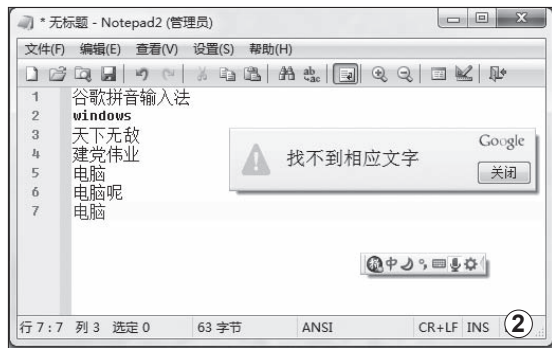 * 无标题 - Notepad2 (管理员)
文件(F) 编辑(E) 查看(V) 设置(S) 帮助(H)
1 谷歌拼音输入法
2 windows
3 天下无敌
4 建党伟业
5 电脑
6 电脑呢
7 电脑
Google
找不到相应文字
关闭
中
行 7 : 7 列 3 选定 0 63 字节 ANSI CR+LF INS ②